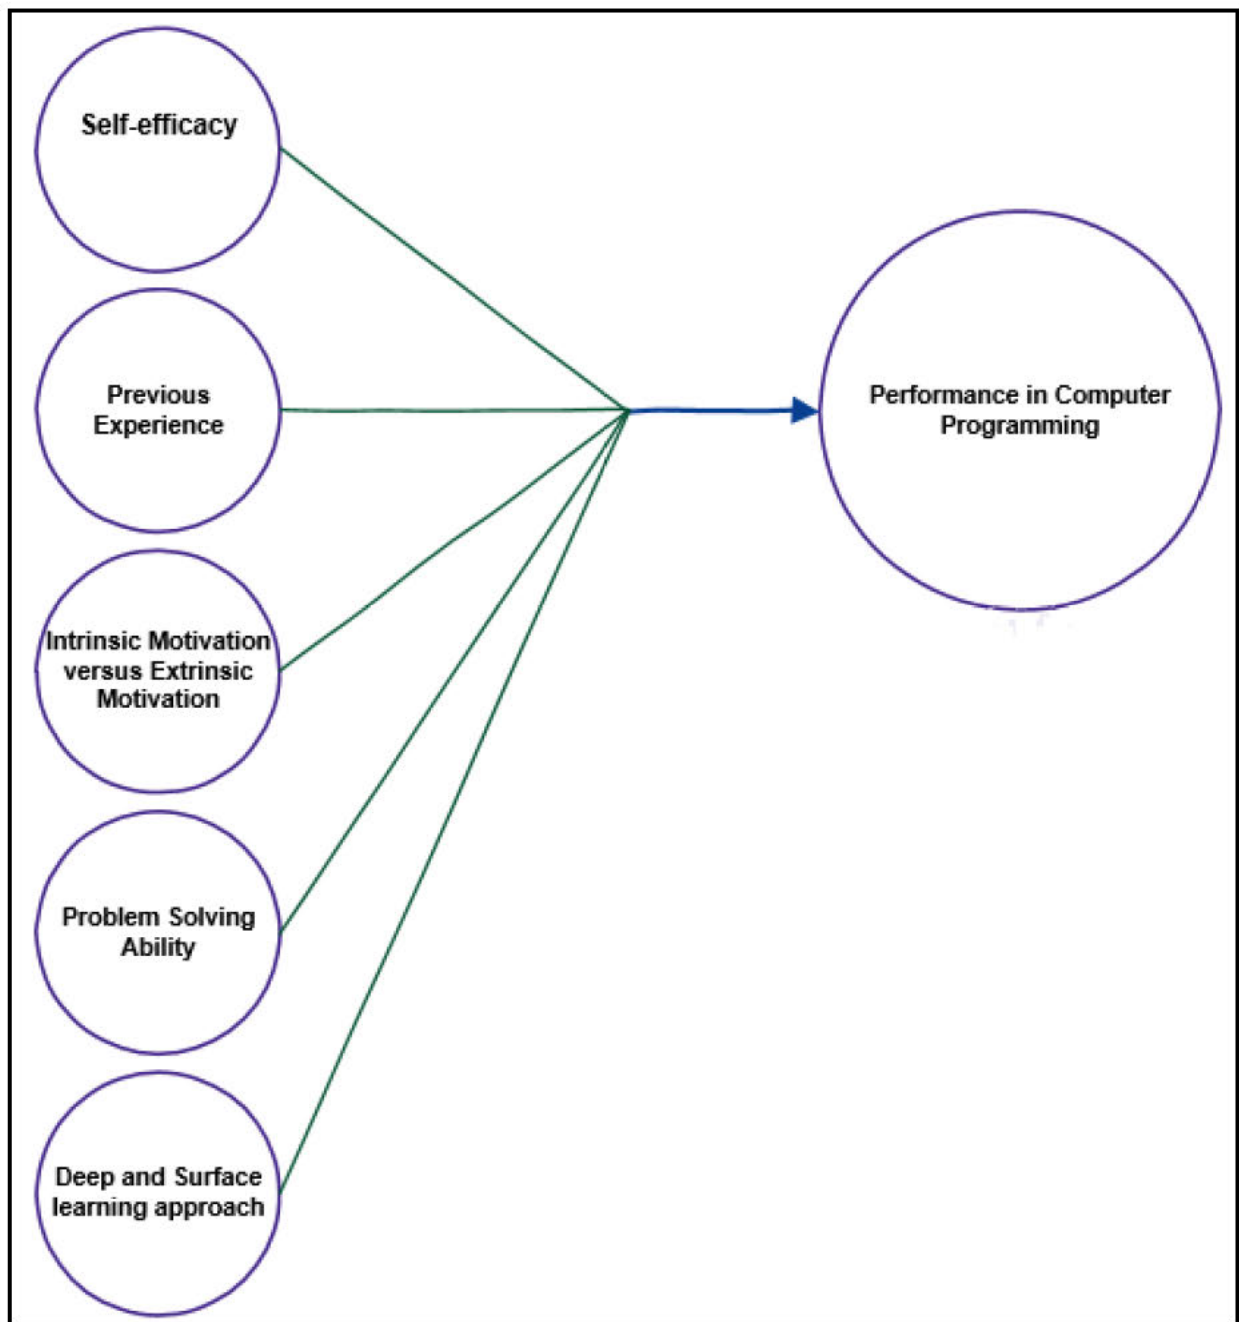 Self-efficacy
Previous
Experience
Intrinsic Motivation
versus Extrinsic
Motivation
Problem Solving
Ability
Deep and Surface
learning approach
Performance in Computer
Programming